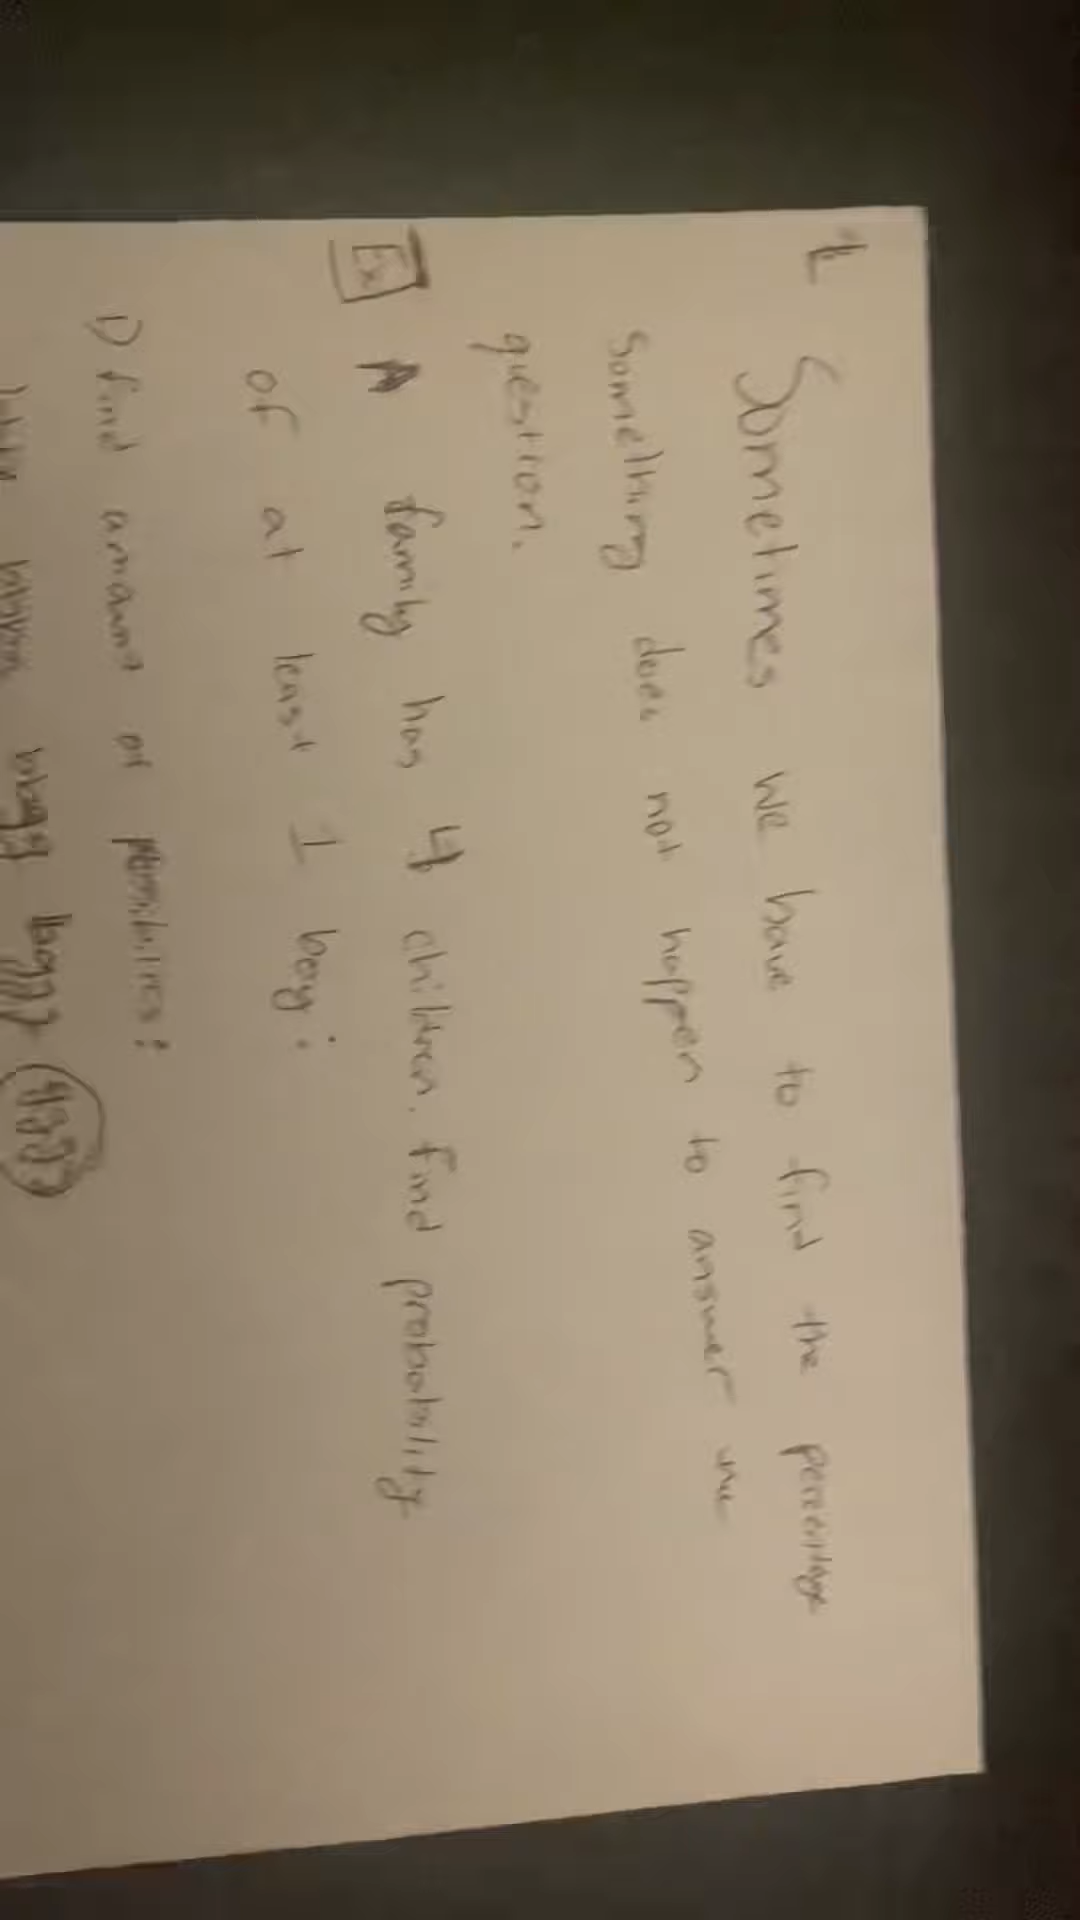 Sometimes we have to find the percentage
something does not happen to answer the
question.
Ex A family has 4 children. find probability
of at least 1 boy:
1) find amount of possibilities: